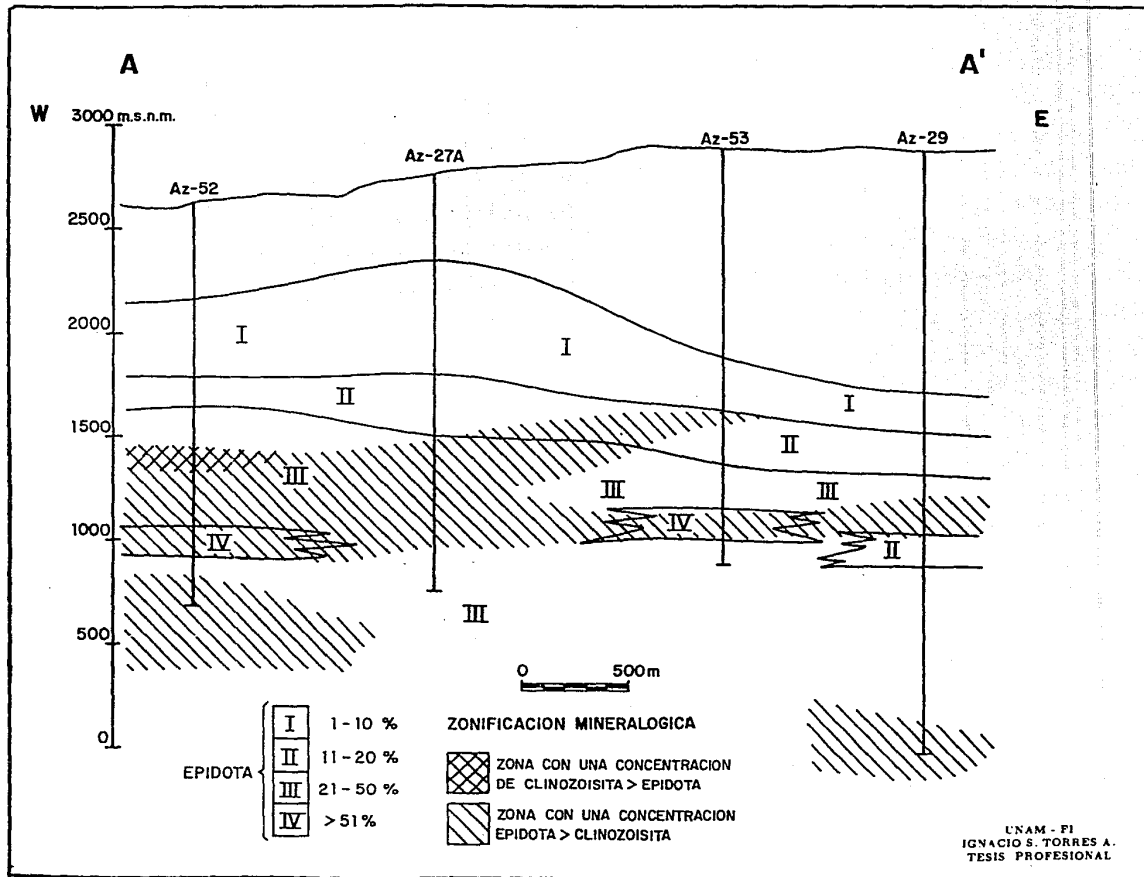 A
A'
W
3000 m.s.n.m.
E
Az-52
Az-27A
Az-53
Az-29
2500
2000
I
I
I
II
1500
II
III
III
III
1000
IV
IV
II
500
III
0
0 500 m
EPIDOTA
I 1-10 %
II 11-20 %
III 21-50 %
IV >51%
ZONIFICACION MINERALOGICA
ZONA CON UNA CONCENTRACION
DE CLINOZOISITA > EPIDOTA
ZONA CON UNA CONCENTRACION
EPIDOTA > CLINOZOISITA
UNAM - FI
IGNACIO S. TORRES A.
TESIS PROFESIONAL